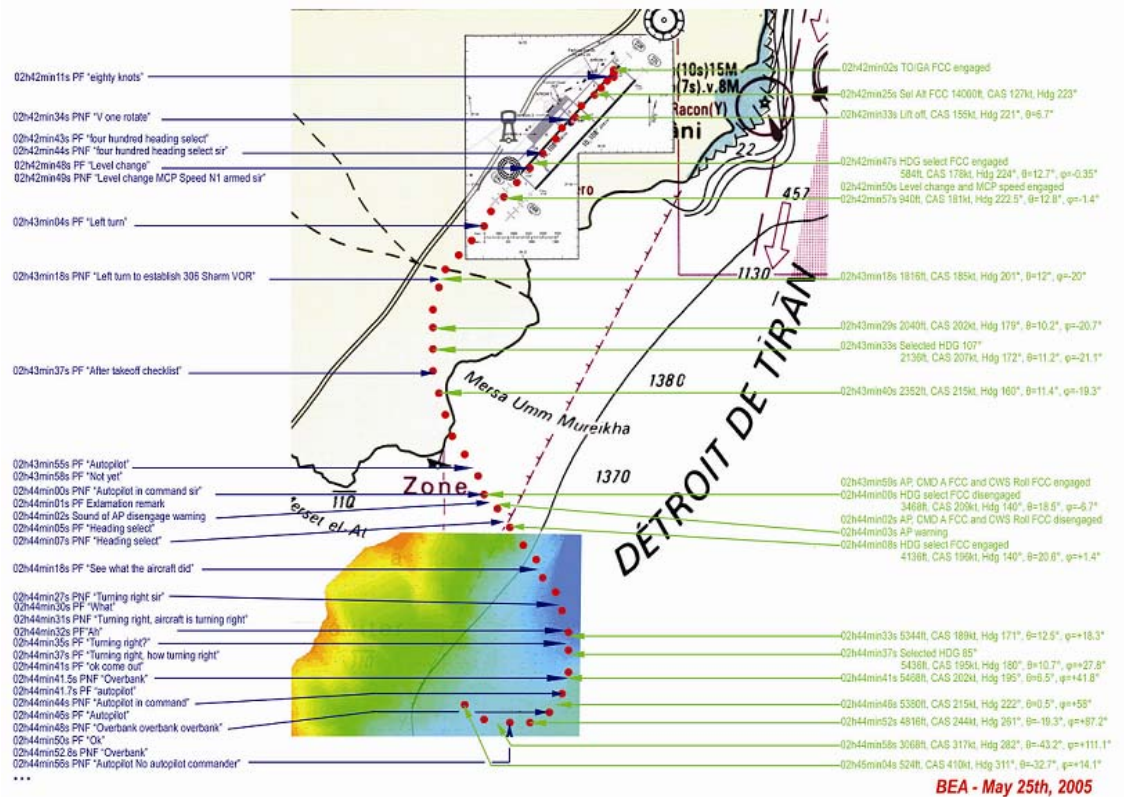 02h42min11s PF “eighty knots”
02h42min34s PNF “V one rotate”
02h42min43s PF “four hundred heading select”
02h42min44s PNF “four hundred heading select sir”
02h42min48s PF “Level change”
02h42min49s PNF “Level change MCP Speed N1 armed sir”
02h43min04s PF “Left turn”
02h43min18s PNF “Left turn to establish 306 Sharm VOR”
02h43min37s PF “After takeoff checklist”
02h43min55s PF “Autopilot”
02h43min58s PF “Not yet”
02h44min00s PNF “Autopilot in command sir”
02h44min01s PF Exlamation remark
02h44min02s Sound of AP disengage warning
02h44min05s PF “Heading select”
02h44min07s PNF “Heading select”
02h44min18s PF “See what the aircraft did”
02h44min27s PNF “Turning right sir”
02h44min30s PF “What”
02h44min31s PNF “Turning right, aircraft is turning right”
02h44min32s PF“Ah”
02h44min35s PF “Turning right?”
02h44min37s PF “Turning right, how turning right”
02h44min41s PF “ok come out”
02h44min41.5s PNF “Overbank”
02h44min41.7s PF “autopilot”
02h44min44s PNF “Autopilot in command”
02h44min46s PF “Autopilot”
02h44min48s PNF “Overbank overbank overbank”
02h44min50s PF “Ok”
02h44min52.8s PNF “Overbank”
02h44min56s PNF “Autopilot No autopilot commander”
...
(10s)15M
(7s).v.8M
Racon(Y)
ani
22
ro
457
1130
1380
Mersa Umm Mureikha
1370
DÉTROIT DE TĪRĀN
Zone
110
erset el-At
02h42min02s TO/GA FCC engaged
02h42min25s Sel Alt FCC 14000ft, CAS 127kt, Hdg 223°
02h42min33s Lift off, CAS 155kt, Hdg 221°, θ=6.7°
02h42min47s HDG select FCC engaged
584ft, CAS 178kt, Hdg 224°, θ=12.7°, φ=-0.35°
02h42min50s Level change and MCP speed engaged
02h42min57s 940ft, CAS 181kt, Hdg 222.5°, θ=12.8°, φ=-1.4°
02h43min18s 1816ft, CAS 185kt, Hdg 201°, θ=12°, φ=-20°
02h43min29s 2040ft, CAS 202kt, Hdg 179°, θ=10.2°, φ=-20.7°
02h43min33s Selected HDG 107°
2136ft, CAS 207kt, Hdg 172°, θ=11.2°, φ=-21.1°
02h43min40s 2352ft, CAS 215kt, Hdg 160°, θ=11.4°, φ=-19.3°
02h43min59s AP, CMD A FCC and CWS Roll FCC engaged
02h44min00s HDG select FCC disengaged
3468ft, CAS 209kt, Hdg 140°, θ=18.5°, φ=-6.7°
02h44min02s AP, CMD A FCC and CWS Roll FCC disengaged
02h44min03s AP warning
02h44min08s HDG select FCC engaged
4136ft, CAS 196kt, Hdg 140°, θ=20.6°, φ=+1.4°
02h44min33s 5344ft, CAS 189kt, Hdg 171°, θ=12.5°, φ=+18.3°
02h44min37s Selected HDG 85°
5436ft, CAS 195kt, Hdg 180°, θ=10.7°, φ=+27.8°
02h44min41s 5468ft, CAS 202kt, Hdg 195°, θ=6.5°, φ=+41.8°
02h44min46s 5380ft, CAS 215kt, Hdg 222°, θ=0.5°, φ=+58°
02h44min52s 4816ft, CAS 244kt, Hdg 261°, θ=-19.3°, φ=+87.2°
02h44min58s 3068ft, CAS 317kt, Hdg 282°, θ=-43.2°, φ=+111.1°
02h45min04s 524ft, CAS 410kt, Hdg 311°, θ=-32.7°, φ=+14.1°
BEA - May 25th, 2005